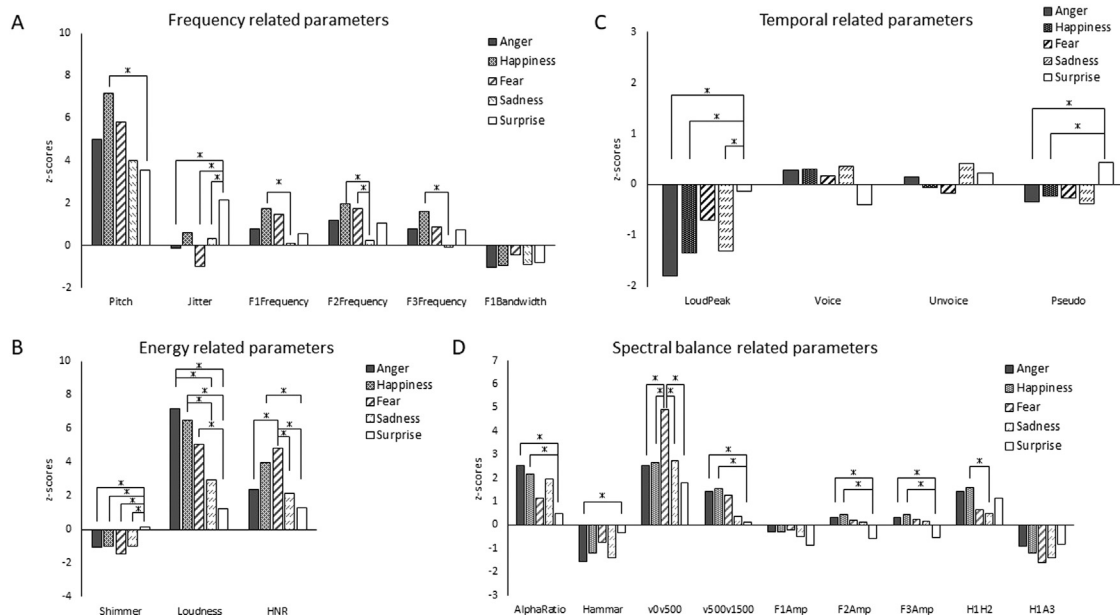 A
Frequency related parameters
z-scores
10
8
6
4
2
0
-2
Anger
Happiness
Fear
Sadness
Surprise
*
*
*
*
*
*
*
*
Pitch
Jitter
F1Frequency
F2Frequency
F3Frequency
F1Bandwidth
C
Temporal related parameters
z-scores
3
2
1
0
-1
-2
Anger
Happiness
Fear
Sadness
Surprise
*
*
*
*
*
LoudPeak
Voice
Unvoice
Pseudo
B
Energy related parameters
z-scores
10
8
6
4
2
0
-2
-4
Anger
Happiness
Fear
Sadness
Surprise
*
*
*
*
*
*
*
*
*
*
*
*
*
Shimmer
Loudness
HNR
D
Spectral balance related parameters
z-scores
7
6
5
4
3
2
1
0
-1
-2
-3
Anger
Happiness
Fear
Sadness
Surprise
*
*
*
*
*
*
*
*
*
*
*
*
*
*
AlphaRatio
Hammar
v0v500
v500v1500
F1Amp
F2Amp
F3Amp
H1H2
H1A3